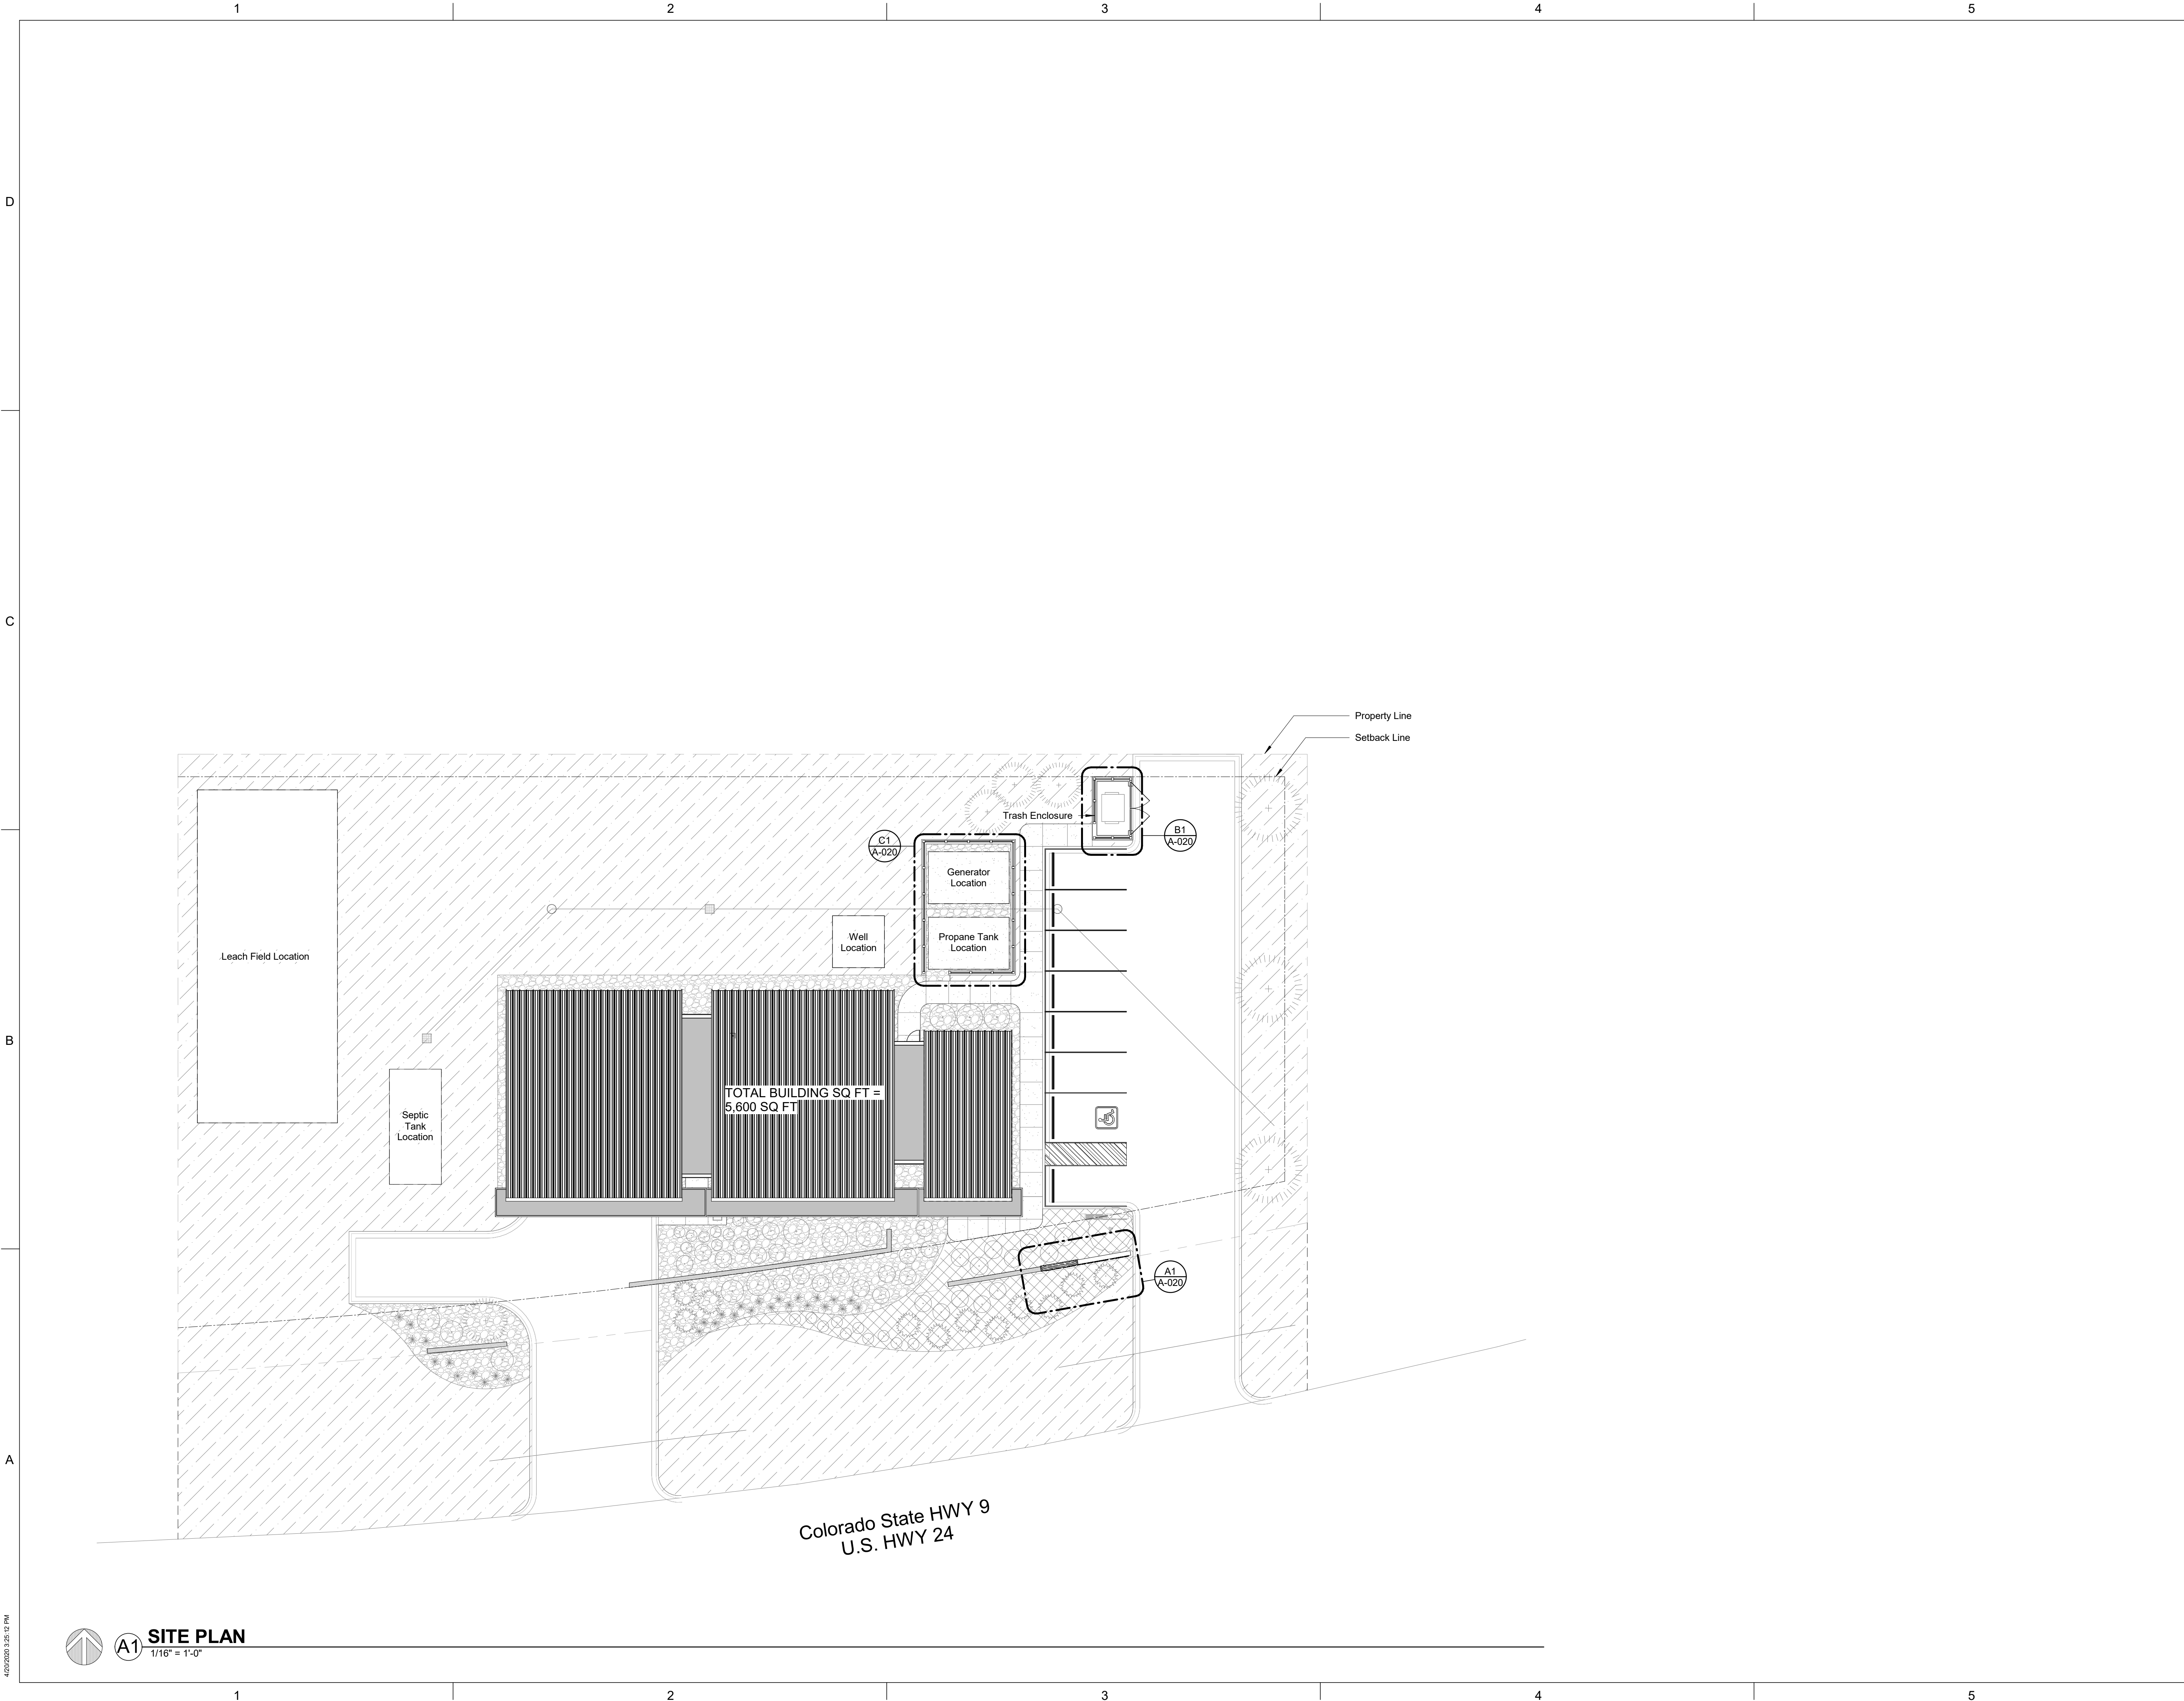 1 2 3 4 5
D
C
Property Line
Setback Line
Trash Enclosure
B1
A-020
C1
A-020
Generator
Location
Well
Location
Propane Tank
Location
Leach Field Location
B
TOTAL BUILDING SQ FT =
5,600 SQ FT
Septic
Tank
Location
A1
A-020
A
Colorado State HWY 9
U.S. HWY 24
A1 SITE PLAN
1/16" = 1'-0"
4/20/2020 3:25:12 PM
1 2 3 4 5